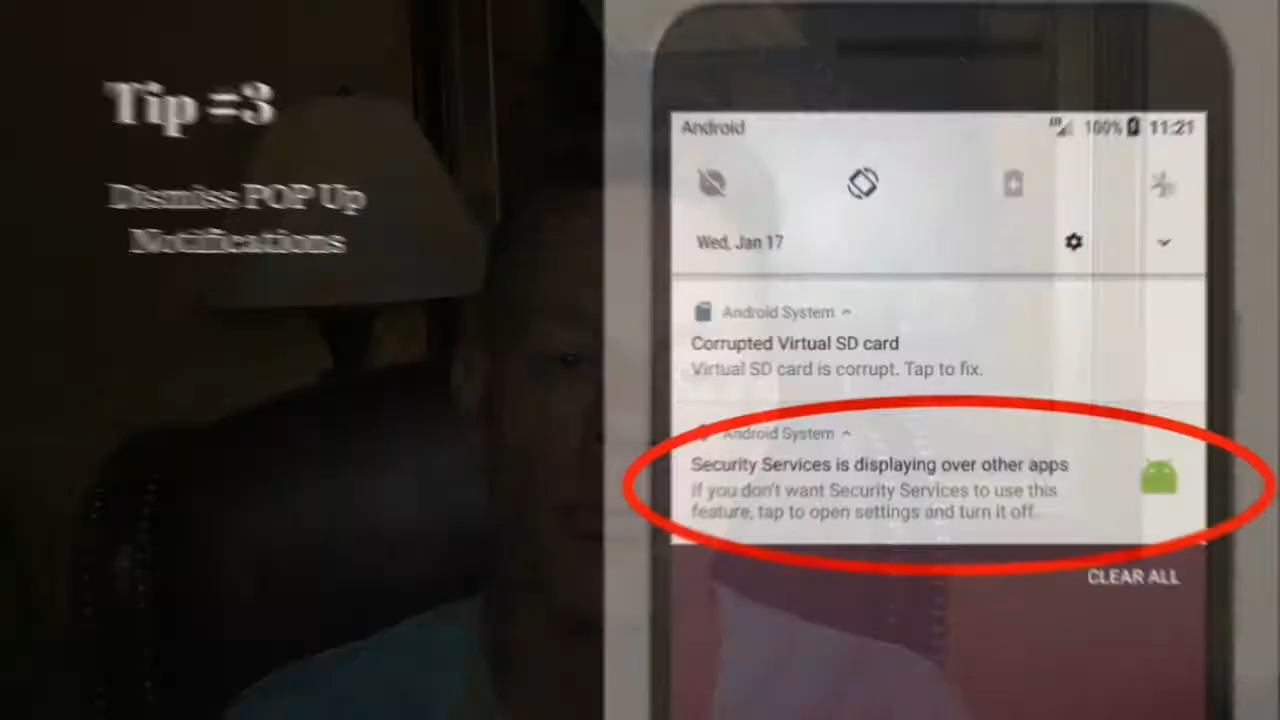 Tip #3
Dismiss POP Up
Notifications
Android
100% 11:21
Wed, Jan 17
Android System
Corrupted Virtual SD card
Virtual SD card is corrupt. Tap to fix.
Android System
Security Services is displaying over other apps
If you don't want Security Services to use this
feature, tap to open settings and turn it off.
CLEAR ALL